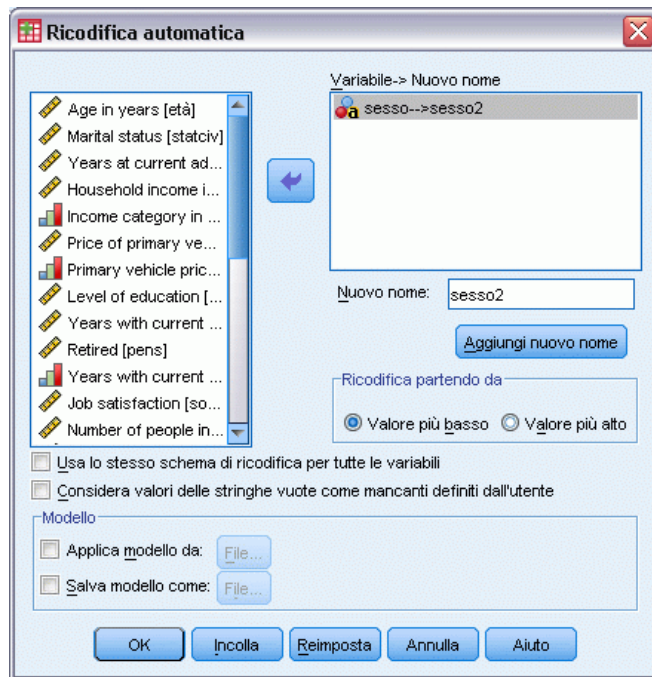 Ricodifica automatica
Variabile-> Nuovo nome
Age in years [età]
Marital status [statciv]
Years at current ad...
Household income i...
Income category in ...
Price of primary ve...
Primary vehicle pric...
Level of education [...
Years with current ...
Retired [pens]
Years with current ...
Job satisfaction [so...
Number of people in...
a sesso-->sesso2
Nuovo nome: sesso2
Aggiungi nuovo nome
Ricodifica partendo da
Valore più basso Valore più alto
Usa lo stesso schema di ricodifica per tutte le variabili
Considera valori delle stringhe vuote come mancanti definiti dall'utente
Modello
Applica modello da: File...
Salva modello come: File...
OK Incolla Reimposta Annulla Aiuto